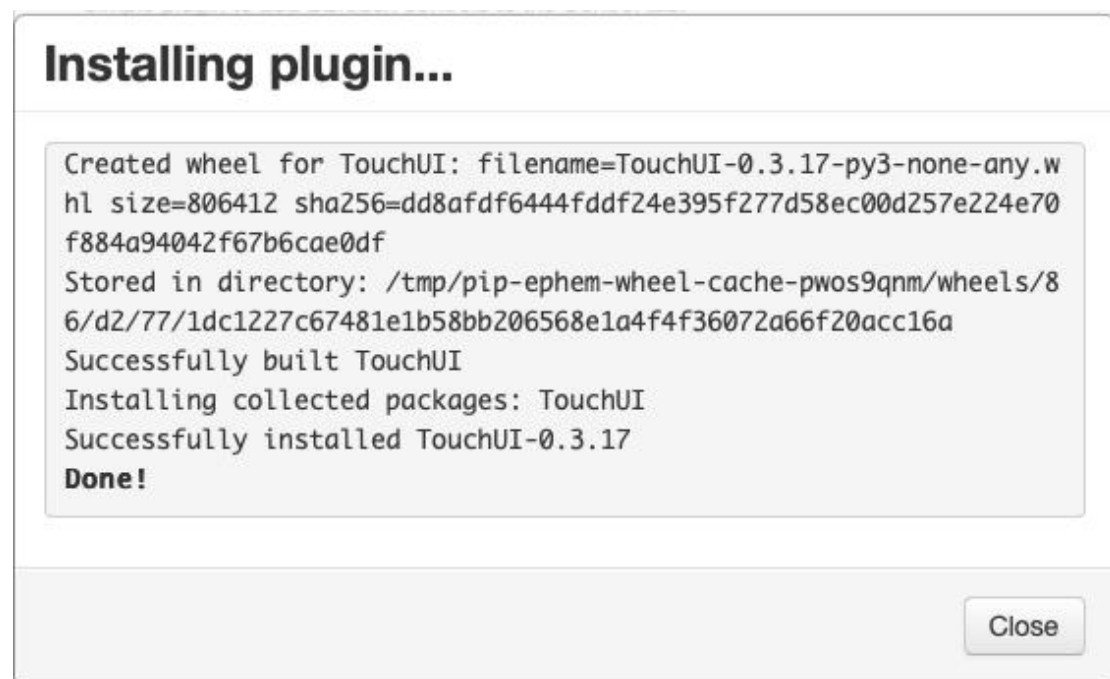 Installing plugin...
Created wheel for TouchUI: filename=TouchUI-0.3.17-py3-none-any.w
hl size=806412 sha256=dd8afdf6444fddf24e395f277d58ec00d257e224e70
f884a94042f67b6cae0df
Stored in directory: /tmp/pip-ephem-wheel-cache-pwos9qnm/wheels/8
6/d2/77/1dc1227c67481e1b58bb206568e1a4f4f36072a66f20acc16a
Successfully built TouchUI
Installing collected packages: TouchUI
Successfully installed TouchUI-0.3.17
Done!
Close